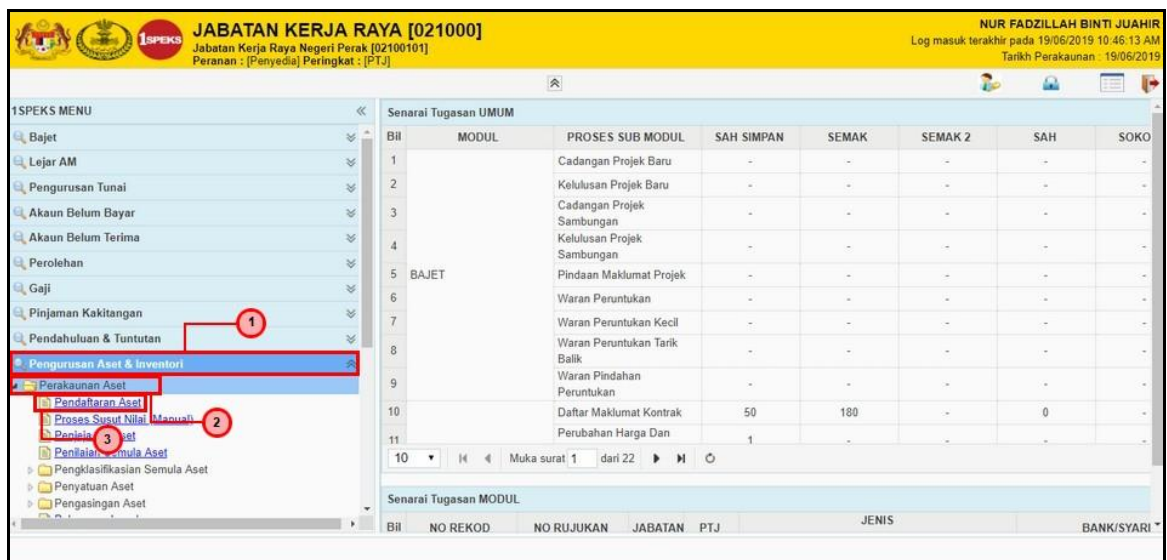 1SPEKS
JABATAN KERJA RAYA [021000]
Jabatan Kerja Raya Negeri Perak [02100101]
Peranan : [Penyedia] Peringkat : [PTJ]
NUR FADZILLAH BINTI JUAHIR
Log masuk terakhir pada 19/06/2019 10:46:13 AM
Tarikh Perakaunan : 19/06/2019
1SPEKS MENU
Bajet
Lejar AM
Pengurusan Tunai
Akaun Belum Bayar
Akaun Belum Terima
Perolehan
Gaji
Pinjaman Kakitangan
1
Pendahuluan & Tuntutan
Pengurusan Aset & Inventori
Perakaunan Aset
Pendaftaran Aset
Proses Susut Nilai (Manual)
2
3
Penilaian Semula Aset
Pengklasifikasian Semula Aset
Penyatuan Aset
Pengasingan Aset
Senarai Tugasan UMUM
Bil MODUL PROSES SUB MODUL SAH SIMPAN SEMAK SEMAK 2 SAH SOKO
1 Cadangan Projek Baru - - - - -
2 Kelulusan Projek Baru - - - - -
3 Cadangan Projek
Sambungan - - - - -
4 Kelulusan Projek
Sambungan - - - - -
5 BAJET Pindaan Maklumat Projek - - - - -
6 Waran Peruntukan - - - - -
7 Waran Peruntukan Kecil - - - - -
8 Waran Peruntukan Tarik
Balik - - - - -
9 Waran Pindahan
Peruntukan - - - - -
10 Daftar Maklumat Kontrak 50 180 - 0 -
11 Perubahan Harga Dan 1 - - - -
10 Muka surat 1 dari 22
Senarai Tugasan MODUL
Bil NO REKOD NO RUJUKAN JABATAN PTJ JENIS BANK/SYARI